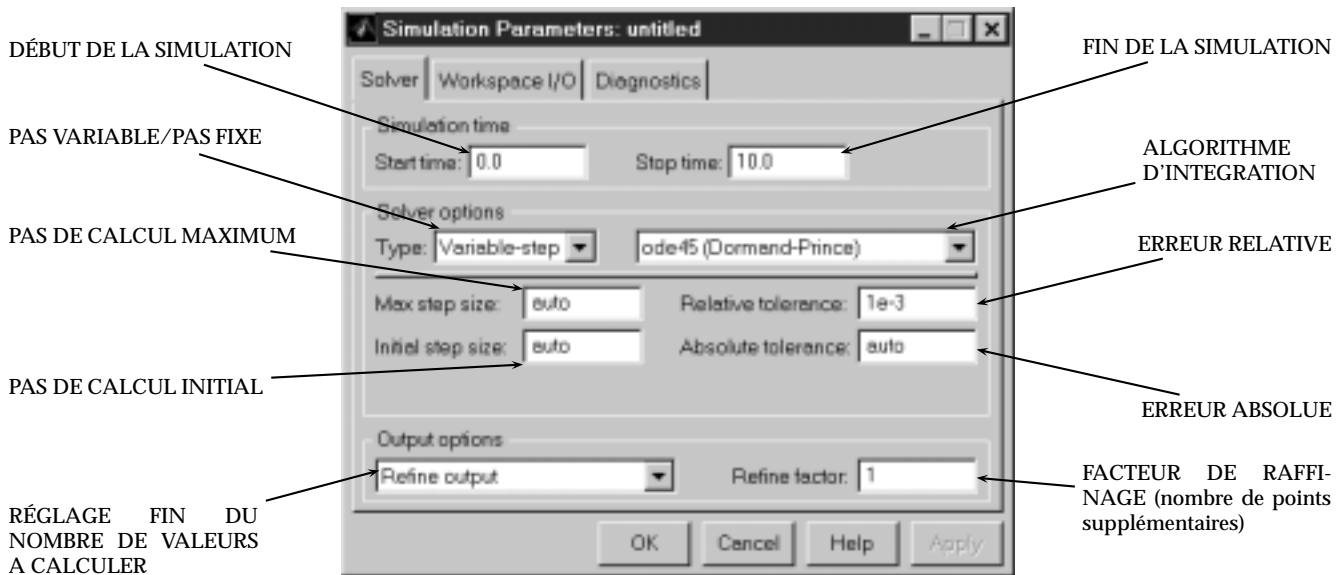 Simulation Parameters: untitled
DÉBUT DE LA SIMULATION
FIN DE LA SIMULATION
Solver Workspace I/O Diagnostics
PAS VARIABLE/PAS FIXE
Simulation time
Start time: 0.0 Stop time: 10.0
ALGORITHME
D'INTEGRATION
Solver options
PAS DE CALCUL MAXIMUM
Type: Variable-step ode45 (Dormand-Prince)
ERREUR RELATIVE
Max step size: auto Relative tolerance: 1e-3
Initial step size: auto Absolute tolerance: auto
PAS DE CALCUL INITIAL
ERREUR ABSOLUE
Output options
Refine output Refine factor: 1
FACTEUR DE RAFFI-
NAGE (nombre de points
supplémentaires)
RÉGLAGE FIN DU
NOMBRE DE VALEURS
A CALCULER
OK Cancel Help Apply